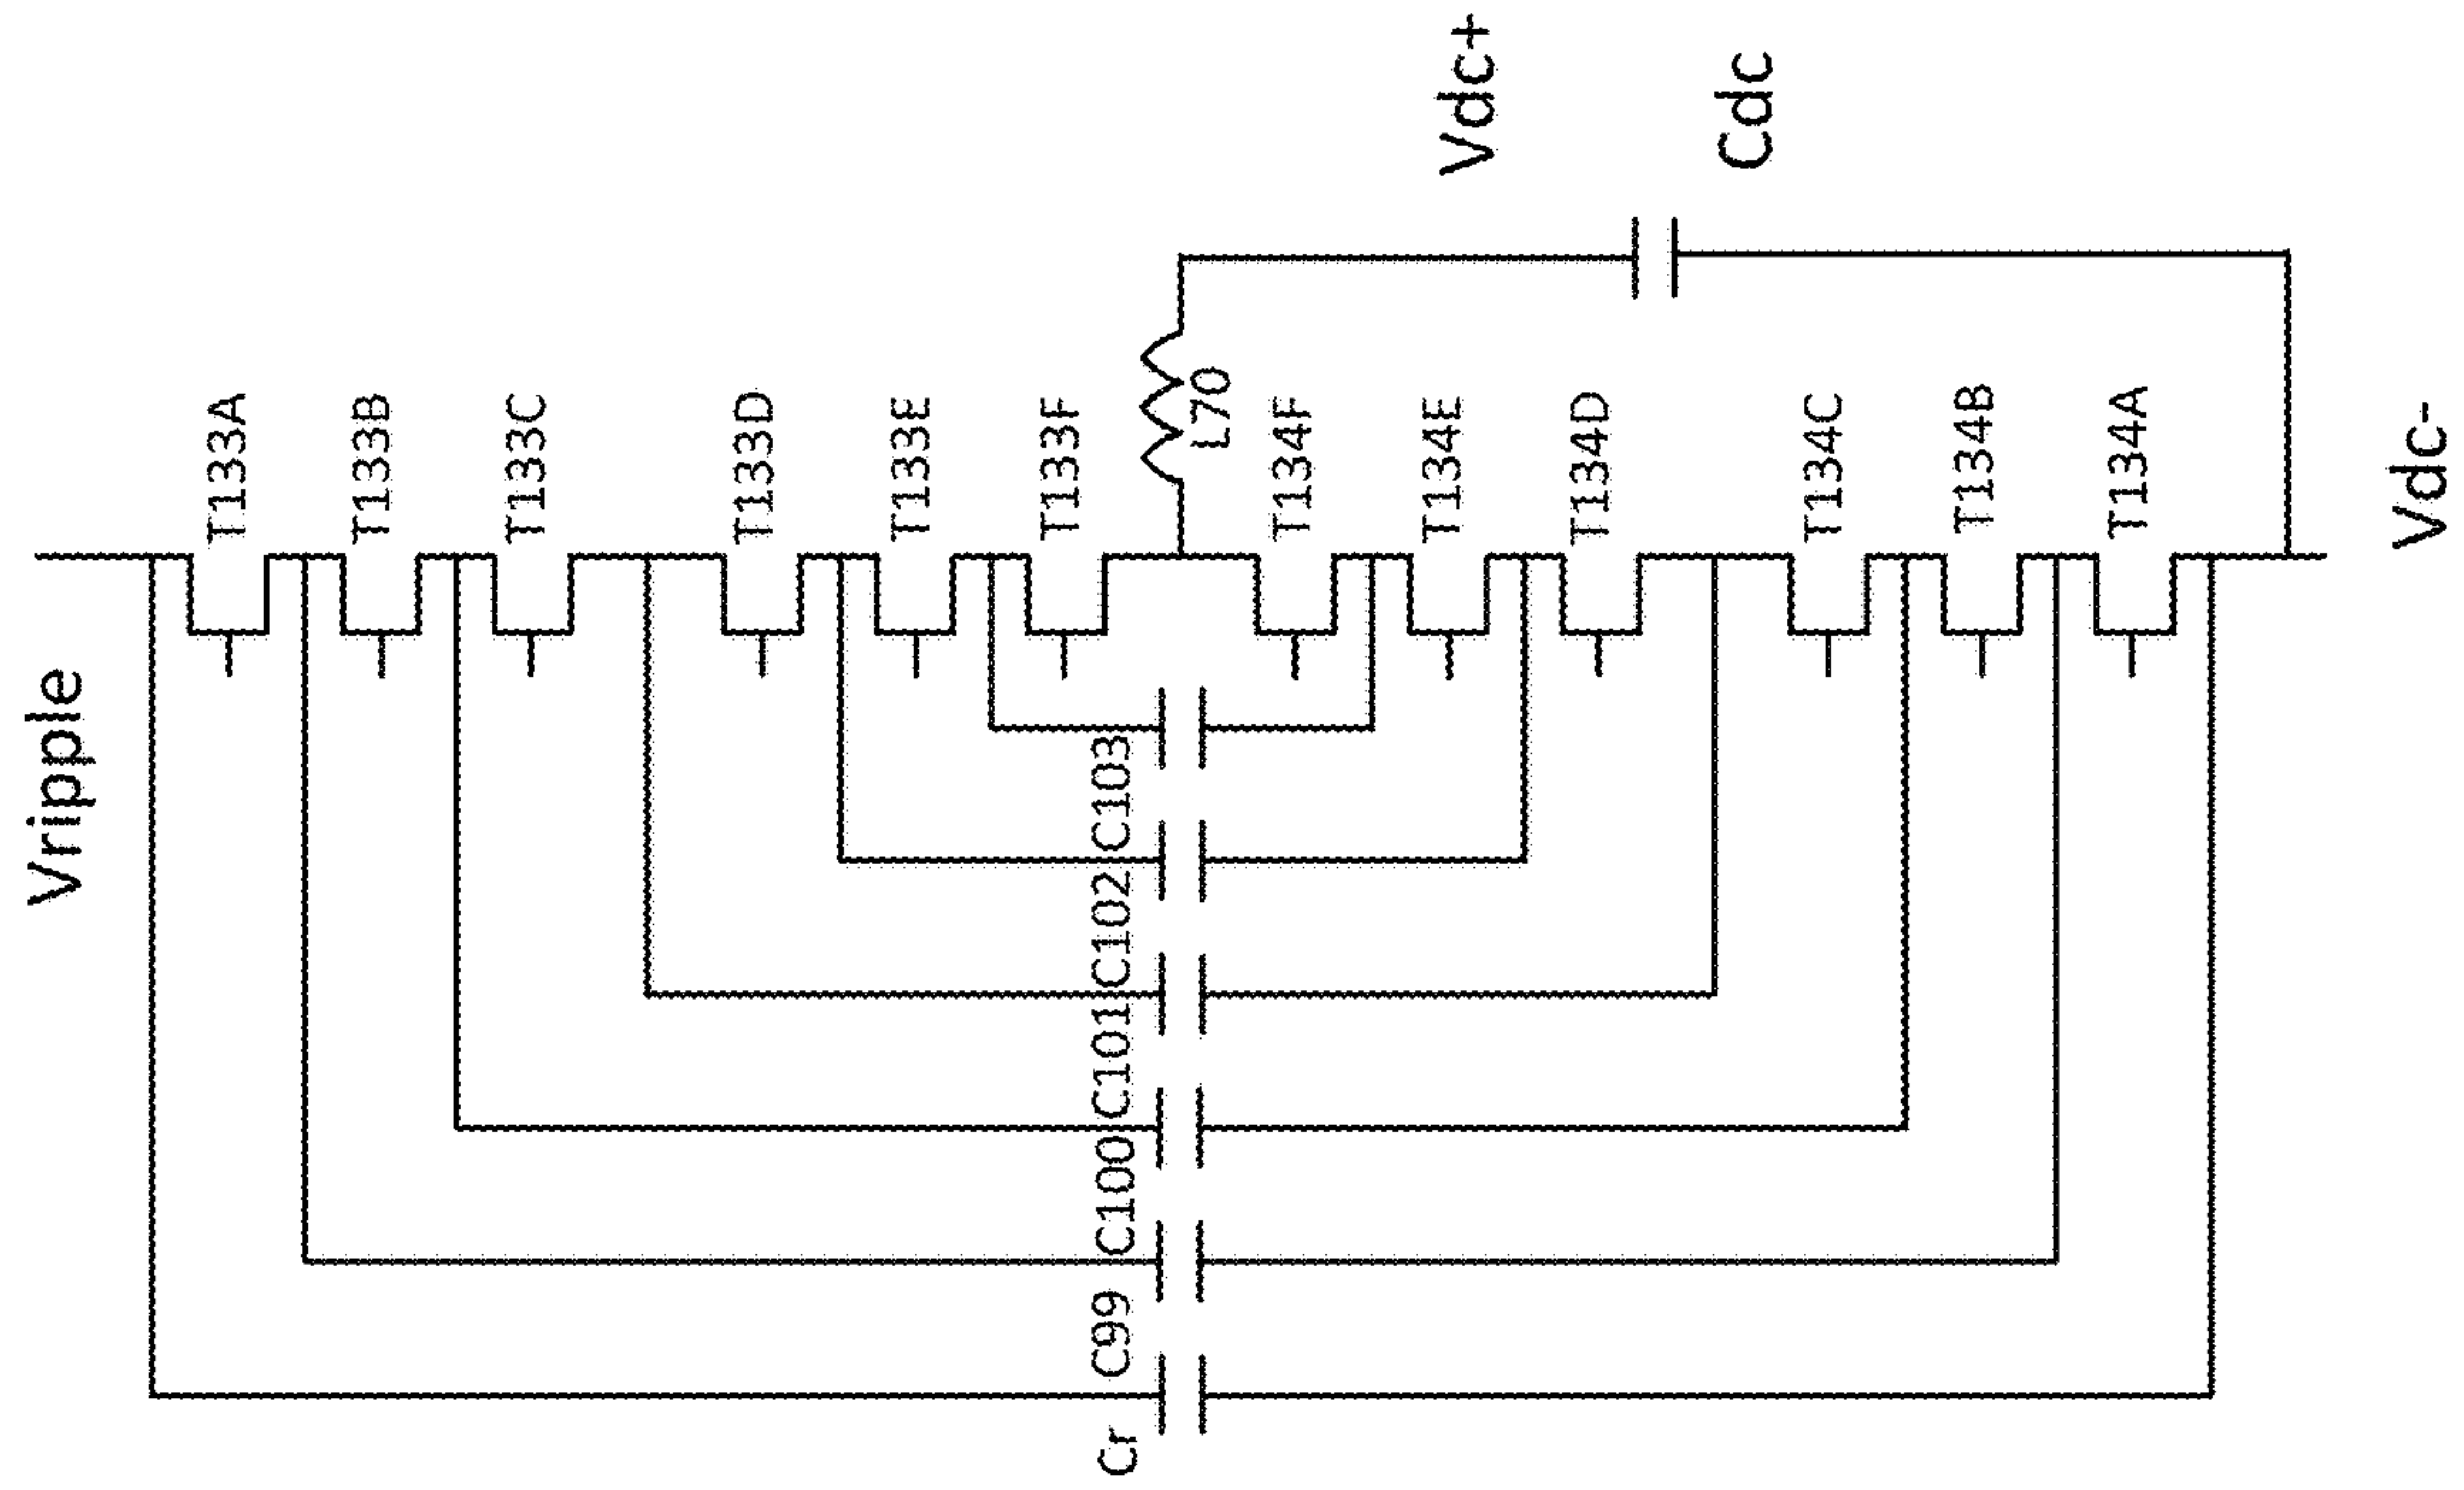 Vripple
T133A
T133B
T133C
T133D
T133E
T133F
L70
T134F
T134E
T134D
T134C
T134B
T134A
Vdc+
Cdc
Vdc-
Cr
C99
C100
C101
C102
C103